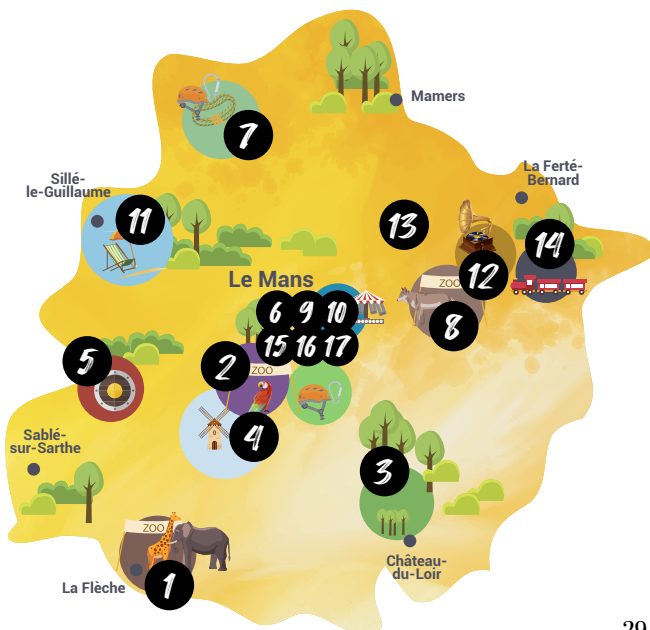 Mamers
7
La Ferté-
Bernard
Sillé-
le-Guillaume
11
13
14
12
Le Mans
ZOO
6 9 10
8
15 16 17
5
2
ZOO
4
Sablé-
sur-Sarthe
3
ZOO
Château-
du-Loir
La Flèche
1
29